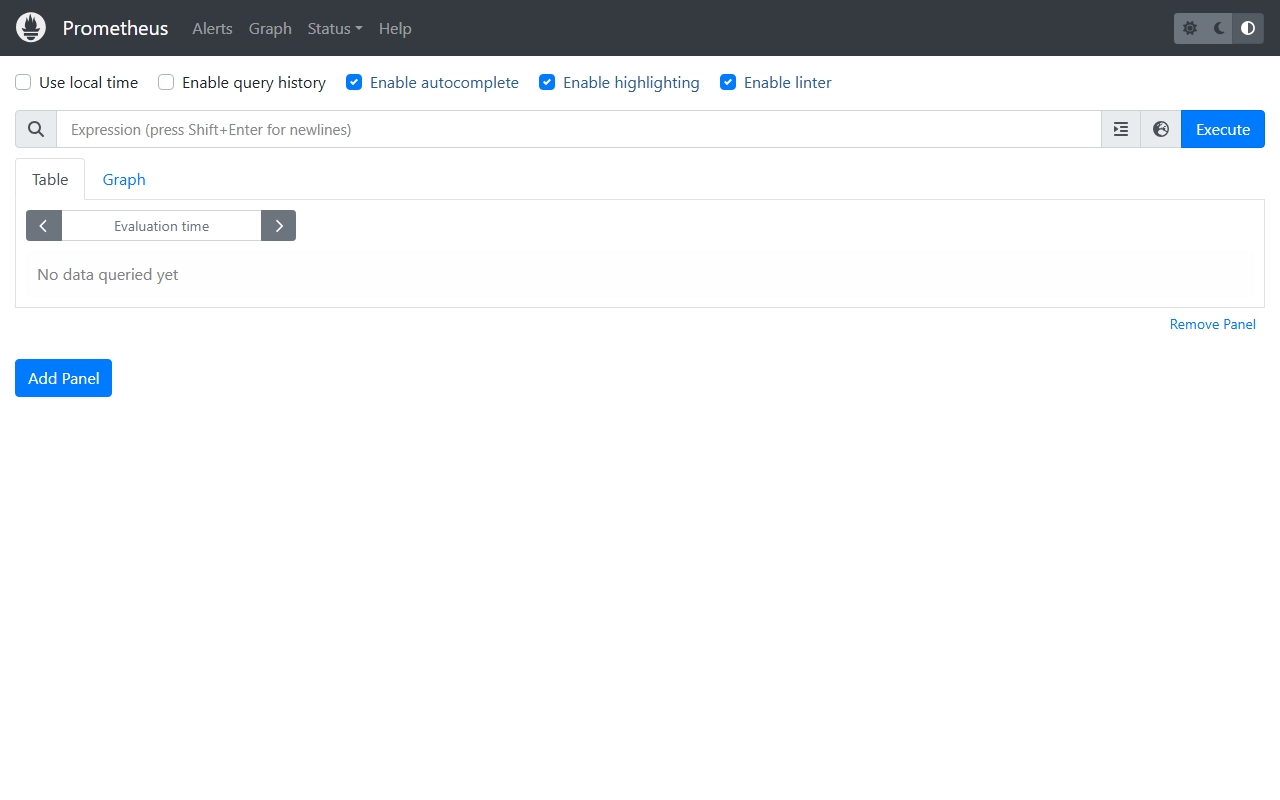 Prometheus Alerts Graph Status Help
Use local time Enable query history Enable autocomplete Enable highlighting Enable linter
Expression (press Shift+Enter for newlines) Execute
Table Graph
Evaluation time
No data queried yet
Remove Panel
Add Panel